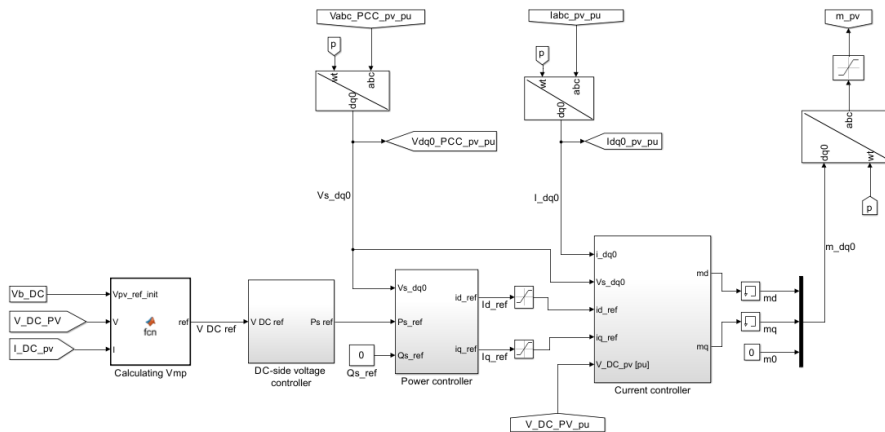 Vabc_PCC_pv_pu
Iabc_PCC_pv_pu
m_pv
p
wt
abc
dq0
p
wt
abc
dq0
abc
dq0
wt
p
Vdq0_PCC_pv_pu
Idq0_pv_pu
Vs_dq0
I_dq0
m_dq0
Vb_DC
V_DC_PV
I_DC_pv
Vpv_ref_init
V
I
fcn
ref
Calculating Vmp
V DC ref
V DC ref
Ps ref
DC-side voltage
controller
0
Qs_ref
Vs_dq0
Ps_ref
Qs_ref
id_ref
iq_ref
Power controller
Id_ref
Iq_ref
i_dq0
Vs_dq0
id_ref
iq_ref
V_DC_pv [pu]
md
mq
Current controller
V_DC_PV_pu
md
mq
0
m0